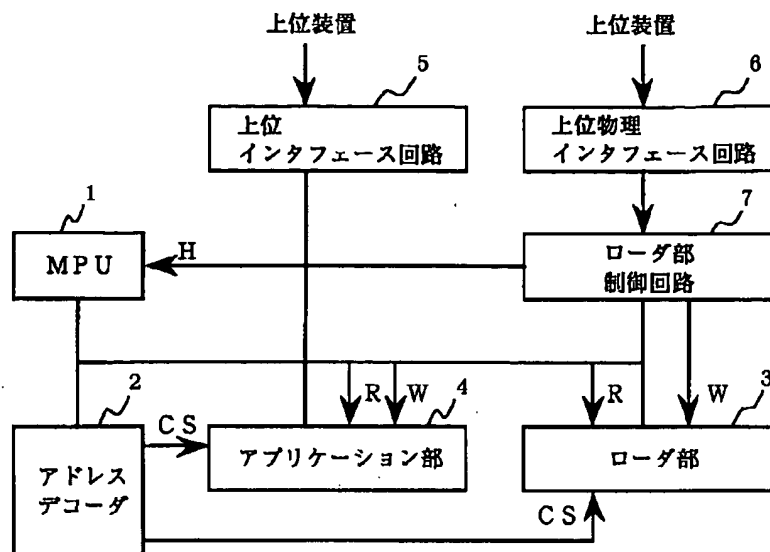 上位装置
上位装置
5
6
上位
インタフェース回路
上位物理
インタフェース回路
1
7
MPU
H
ローダ部
制御回路
2
CS
R
W
4
R
W
3
アドレス
デコーダ
アプリケーション部
ローダ部
CS